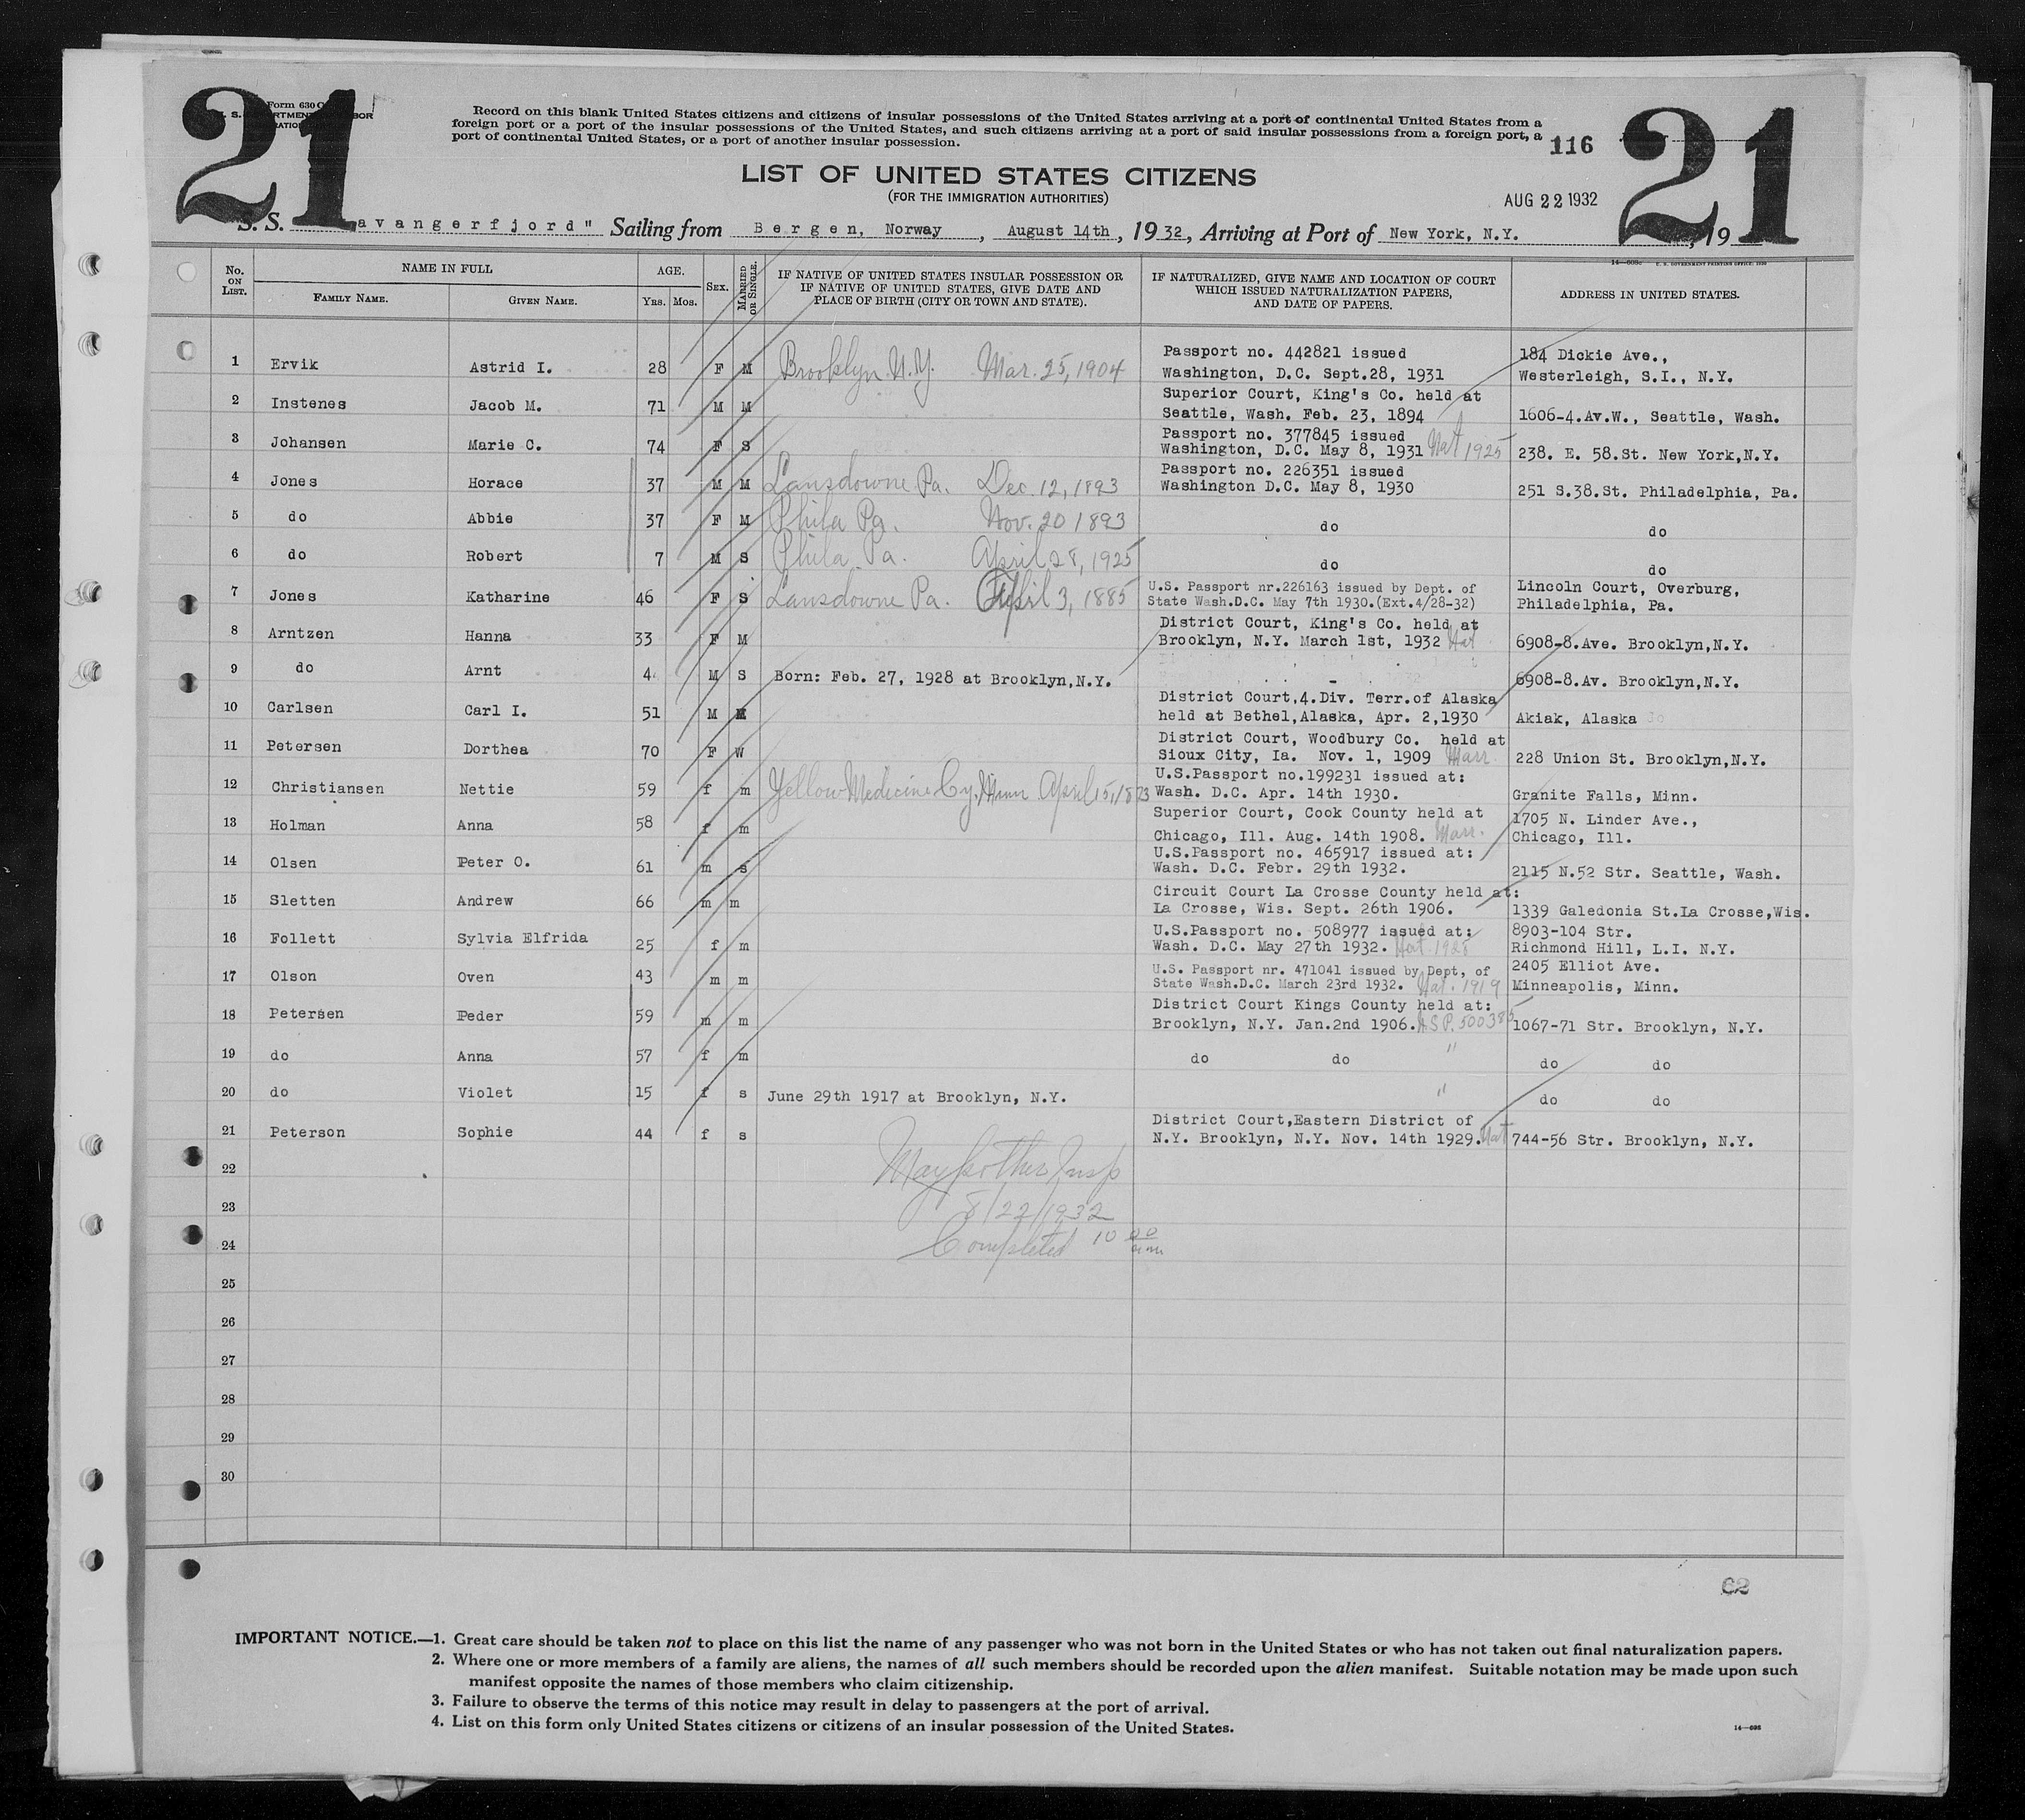 21
Form 630
21
Record on this blank United States citizens and citizens of insular possessions of the United States arriving at a port of continental United States from a
foreign port or a port of the insular possessions of the United States, and such citizens arriving at a port of said insular possessions from a foreign port, a
port of continental United States, or a port of another insular possession.
116
LIST OF UNITED STATES CITIZENS
(FOR THE IMMIGRATION AUTHORITIES)
AUG 22 1932
S. S. avangerfjord" Sailing from Bergen, Norway, August 14th, 1932, Arriving at Port of New York, N.Y., 19
No. ON LIST. NAME IN FULL AGE. SEX. MARRIED OR SINGLE. IF NATIVE OF UNITED STATES INSULAR POSSESSION OR IF NATIVE OF UNITED STATES, GIVE DATE AND PLACE OF BIRTH (CITY OR TOWN AND STATE). IF NATURALIZED, GIVE NAME AND LOCATION OF COURT WHICH ISSUED NATURALIZATION PAPERS, AND DATE OF PAPERS. ADDRESS IN UNITED STATES.
FAMILY NAME. GIVEN NAME. Yrs. Mos.
1 Ervik Astrid I. 28 F M Brooklyn N.Y. Mar. 25, 1904 Passport no. 442821 issued Washington, D.C. Sept.28, 1931 184 Dickie Ave., Westerleigh, S.I., N.Y.
2 Instenes Jacob M. 71 M M Superior Court, King's Co. held at Seattle, Wash. Feb. 23, 1894 1606-4.Av.W., Seattle, Wash.
3 Johansen Marie C. 74 F S Passport no. 377845 issued Washington, D.C. May 8, 1931 Nat 1925 238. E. 58.St. New York,N.Y.
4 Jones Horace 37 M M Lansdowne Pa. Dec. 12, 1893 Passport no. 226351 issued Washington D.C. May 8, 1930 251 S.38.St. Philadelphia, Pa.
5 do Abbie 37 F M Phila Pa. Nov. 20 1893 do do
6 do Robert 7 M S Phila. Pa. April 28, 1925 do do
7 Jones Katharine 46 F S Lansdowne Pa. April 3, 1885 U.S. Passport nr.226163 issued by Dept. of State Wash.D.C. May 7th 1930.(Ext.4/28-32) Lincoln Court, Overburg, Philadelphia, Pa.
8 Arntzen Hanna 33 F M District Court, King's Co. held at Brooklyn, N.Y. March 1st, 1932 Nat 6908-8.Ave. Brooklyn,N.Y.
9 do Arnt 4 M S Born: Feb. 27, 1928 at Brooklyn,N.Y. 6908-8.Av. Brooklyn,N.Y.
10 Carlsen Carl I. 51 M District Court,4.Div. Terr.of Alaska held at Bethel,Alaska, Apr. 2,1930 Akiak, Alaska
11 Petersen Dorthea 70 F W District Court, Woodbury Co. held at Sioux City, Ia. Nov. 1, 1909 Marr 228 Union St. Brooklyn,N.Y.
12 Christiansen Nettie 59 f m Yellow Medicine Cy, Minn April 15, 1873 U.S.Passport no.199231 issued at: Wash. D.C. Apr. 14th 1930. Granite Falls, Minn.
13 Holman Anna 58 f m Superior Court, Cook County held at Chicago, Ill. Aug. 14th 1908. Marr. 1705 N. Linder Ave., Chicago, Ill.
14 Olsen Peter O. 61 m s U.S.Passport no. 465917 issued at: Wash. D.C. Febr. 29th 1932. 2115 N.52 Str. Seattle, Wash.
15 Sletten Andrew 66 m m Circuit Court La Crosse County held at: La Crosse, Wis. Sept. 26th 1906. 1339 Galedonia St.La Crosse,Wis.
16 Follett Sylvia Elfrida 25 f m U.S.Passport no. 508977 issued at: Wash. D.C. May 27th 1932. Nat. 1928 8903-104 Str. Richmond Hill, L.I. N.Y.
17 Olson Oven 43 m m U.S. Passport nr. 471041 issued by Dept, of State Wash.D.C. March 23rd 1932. Nat. 1919 2405 Elliot Ave. Minneapolis, Minn.
18 Petersen Peder 59 m m District Court Kings County held at: Brooklyn, N.Y. Jan.2nd 1906. 1067-71 Str. Brooklyn, N.Y.
19 do Anna 57 f m do do " do do
20 do Violet 15 f s June 29th 1917 at Brooklyn, N.Y. " do do
21 Peterson Sophie 44 f s District Court,Eastern District of N.Y. Brooklyn, N.Y. Nov. 14th 1929. Nat 744-56 Str. Brooklyn, N.Y.
22
23 8/22/1932
24 Completed 10 00 am
25
26
27
28
29
30
62
IMPORTANT NOTICE.—1. Great care should be taken not to place on this list the name of any passenger who was not born in the United States or who has not taken out final naturalization papers.
2. Where one or more members of a family are aliens, the names of all such members should be recorded upon the alien manifest. Suitable notation may be made upon such
manifest opposite the names of those members who claim citizenship.
3. Failure to observe the terms of this notice may result in delay to passengers at the port of arrival.
4. List on this form only United States citizens or citizens of an insular possession of the United States.